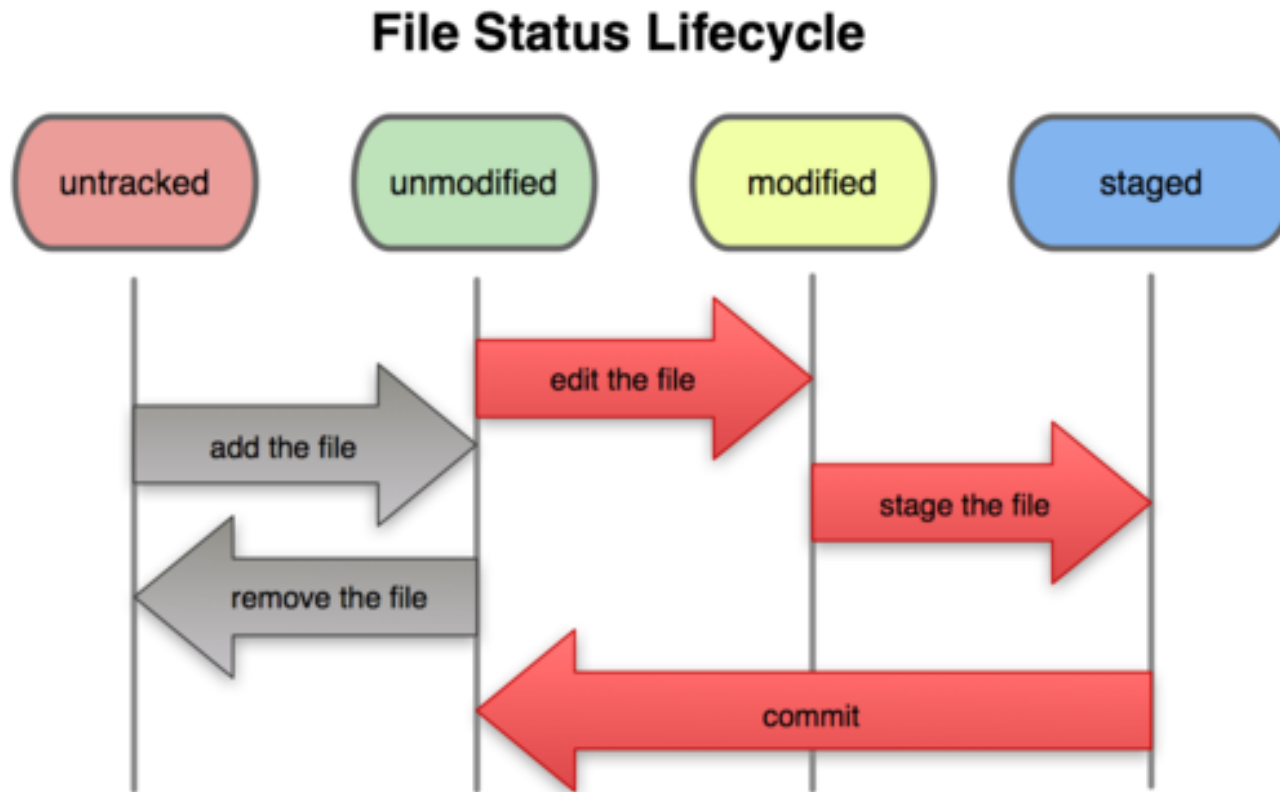 File Status Lifecycle
untracked
unmodified
modified
staged
edit the file
add the file
stage the file
remove the file
commit